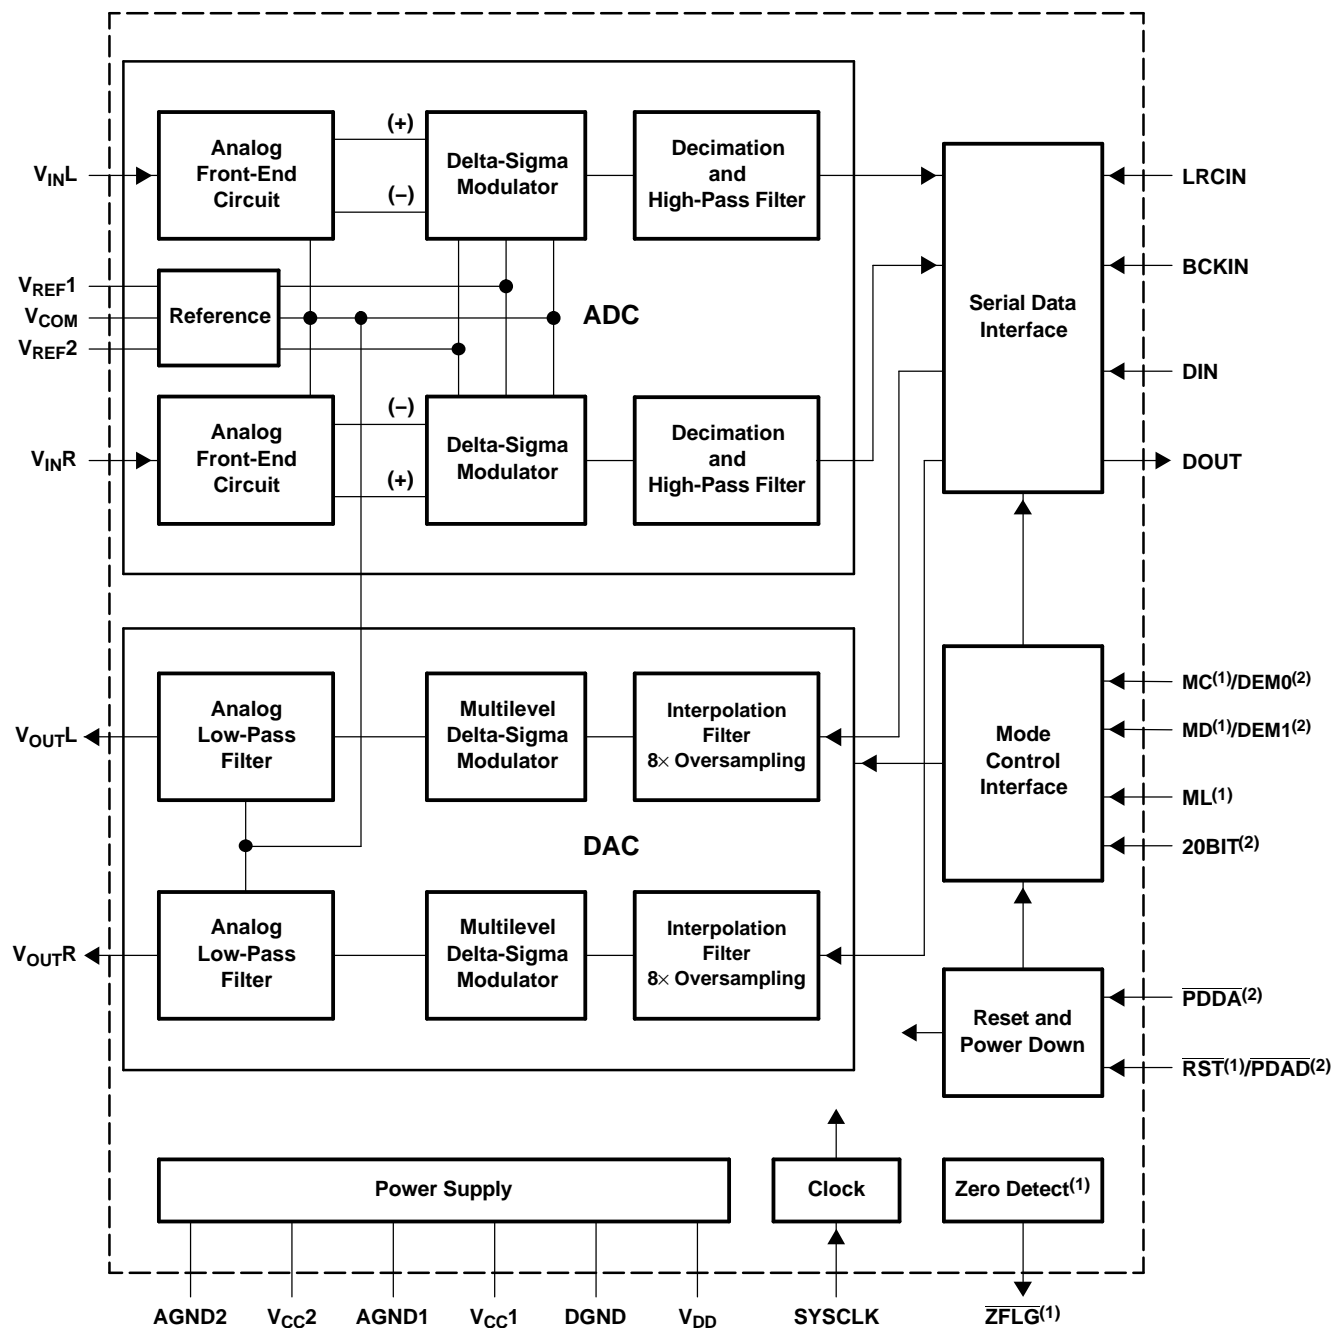 Analog
Front-End
Circuit
(+)
(–)
Delta-Sigma
Modulator
Decimation
and
High-Pass Filter
VINL
LRCIN
VREF1
VCOM
VREF2
Reference
ADC
Serial Data
Interface
BCKIN
DIN
DOUT
VINR
Analog
Front-End
Circuit
(–)
(+)
Delta-Sigma
Modulator
Decimation
and
High-Pass Filter
VOUTL
Analog
Low-Pass
Filter
Multilevel
Delta-Sigma
Modulator
Interpolation
Filter
8× Oversampling
Mode
Control
Interface
MC(1)/DEM0(2)
MD(1)/DEM1(2)
ML(1)
20BIT(2)
DAC
VOUTR
Analog
Low-Pass
Filter
Multilevel
Delta-Sigma
Modulator
Interpolation
Filter
8× Oversampling
Reset and
Power Down
PDDA(2)
RST(1)/PDAD(2)
Power Supply
Clock
Zero Detect(1)
AGND2
VCC2
AGND1
VCC1
DGND
VDD
SYSCLK
ZFLG(1)